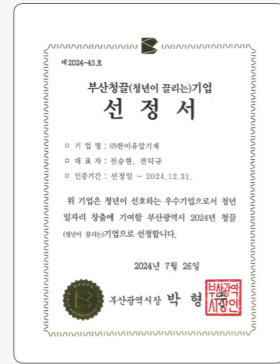 제2024-45호
부산청끌(청년이 끌리는)기업
선 정 서
□ 기 업 명 : ㈜한미유압기계
□ 대 표 자 : 전승현, 전덕규
□ 인증기간 : 선정일 ~ 2024.12.31.
위 기업은 청년이 선호하는 우수기업으로서 청년
일자리 창출에 기여할 부산광역시 2024년 청끌
(청년이 끌리는)기업으로 선정합니다.
2024년 7월 26일
부산광역시장 박 형